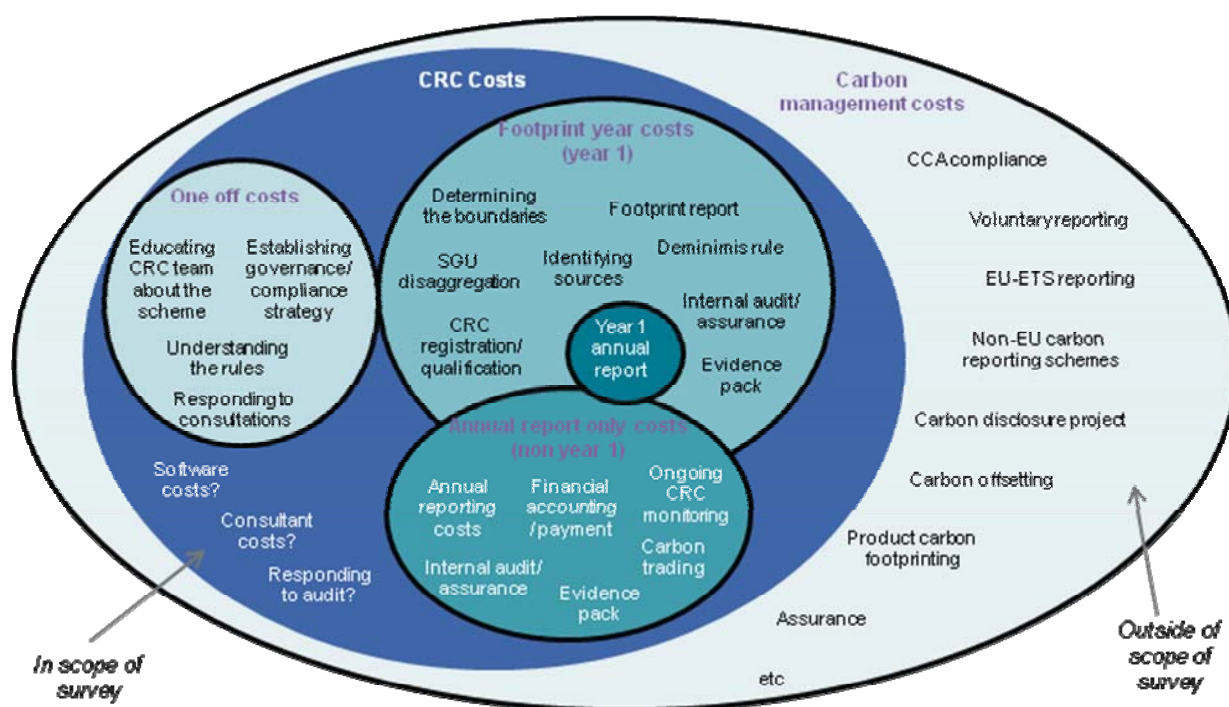 CRC Costs
Carbon
management costs
Footprint year costs
(year 1)
One off costs
Educating
CRC team
about the
scheme
Establishing
governance/
compliance
strategy
Understanding
the rules
Responding to
consultations
Determining
the boundaries
Footprint report
SGU
disaggregation
Identifying
sources
Deminimis rule
CRC
registration/
qualification
Year 1
annual
report
Internal audit/
assurance
Evidence
pack
Annual report only costs
(non year 1)
Annual
reporting
costs
Financial
accounting
/payment
Ongoing
CRC
monitoring
Internal audit/
assurance
Evidence
pack
Carbon
trading
Software
costs?
Consultant
costs?
Responding
to audit?
CCA compliance
Voluntary reporting
EU-ETS reporting
Non-EU carbon
reporting schemes
Carbon disclosure project
Carbon offsetting
Product carbon
footprinting
Assurance
etc
In scope of
survey
Outside of
scope of
survey